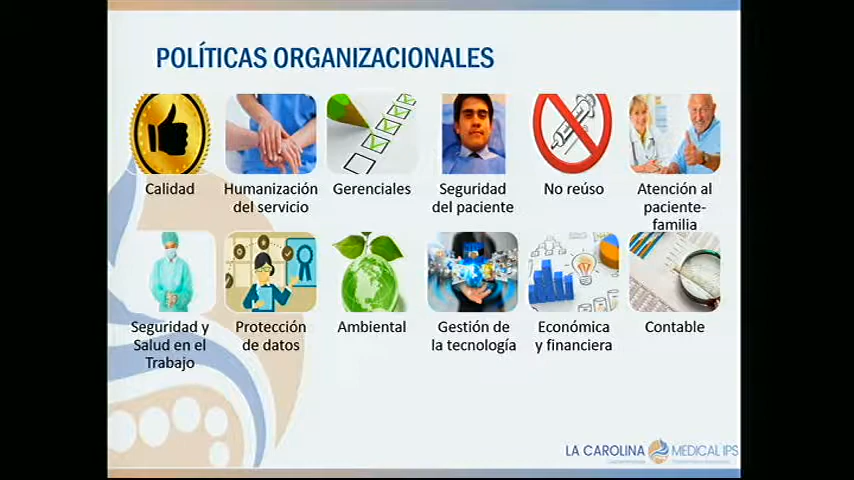 POLÍTICAS ORGANIZACIONALES
Calidad
Humanización
del servicio
Gerenciales
Seguridad
del paciente
No reúso
Atención al
paciente-
familia
Seguridad y
Salud en el
Trabajo
Protección
de datos
Ambiental
Gestión de
la tecnología
Económica
y financiera
Contable
LA CAROLINA MEDICAL IPS